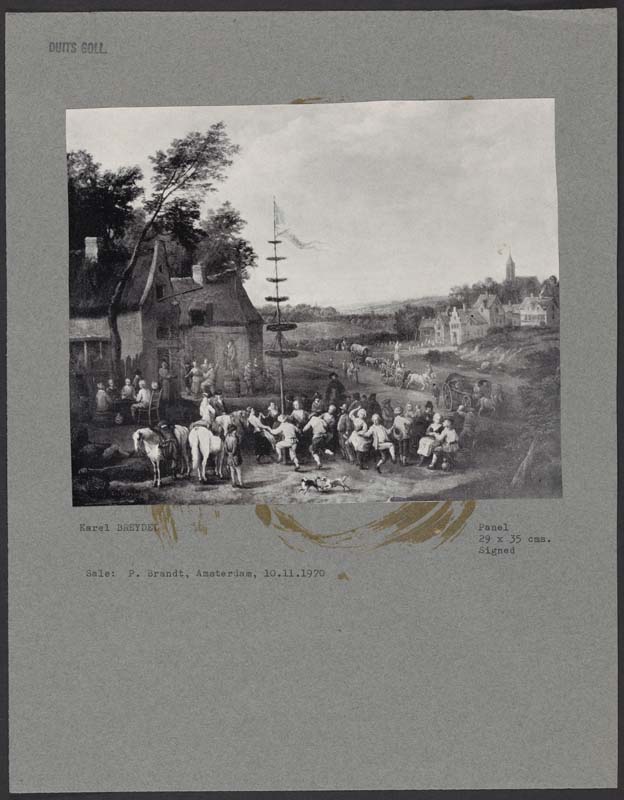 DUITS COLL.
Karel BREYDEL
Panel
29 x 35 cms.
Signed
Sale: P. Brandt, Amsterdam, 10.11.1970